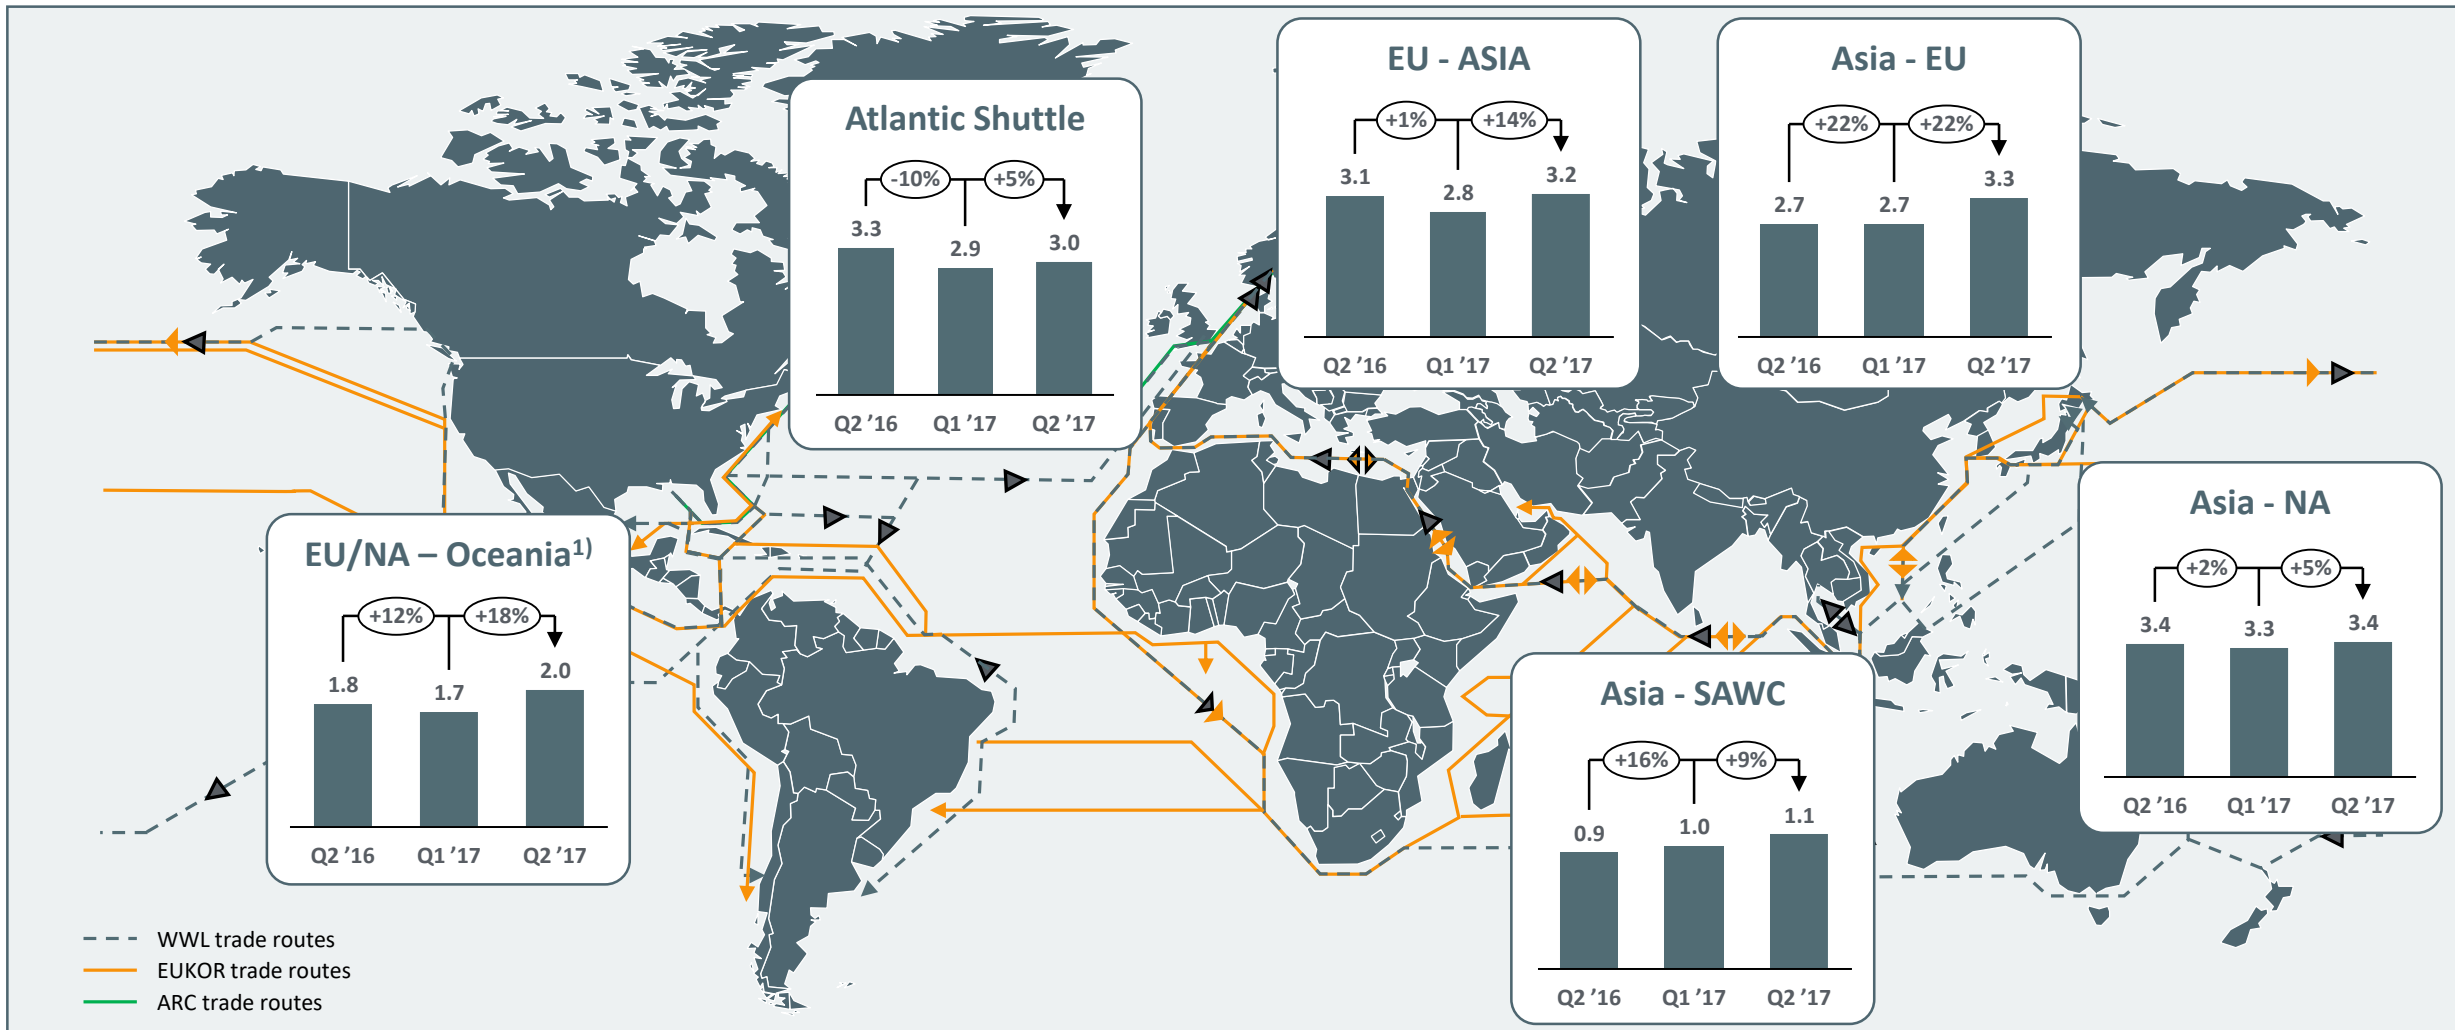 EU - ASIA
+1% +14%
3.1 2.8 3.2
Q2 ’16 Q1 ’17 Q2 ’17
Asia - EU
+22% +22%
2.7 2.7 3.3
Q2 ’16 Q1 ’17 Q2 ’17
Atlantic Shuttle
-10% +5%
3.3 2.9 3.0
Q2 ’16 Q1 ’17 Q2 ’17
Asia - NA
+2% +5%
3.4 3.3 3.4
Q2 ’16 Q1 ’17 Q2 ’17
EU/NA – Oceania1)
+12% +18%
1.8 1.7 2.0
Q2 ’16 Q1 ’17 Q2 ’17
Asia - SAWC
+16% +9%
0.9 1.0 1.1
Q2 ’16 Q1 ’17 Q2 ’17
WWL trade routes
EUKOR trade routes
ARC trade routes